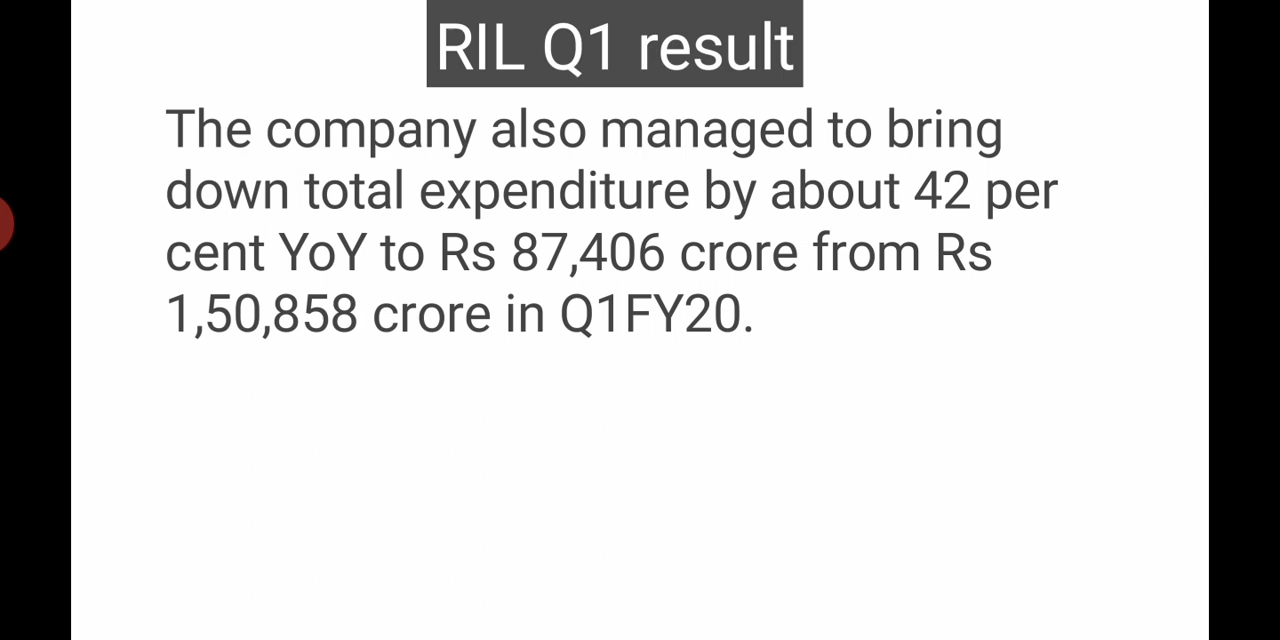 RIL Q1 result
The company also managed to bring
down total expenditure by about 42 per
cent YoY to Rs 87,406 crore from Rs
1,50,858 crore in Q1FY20.